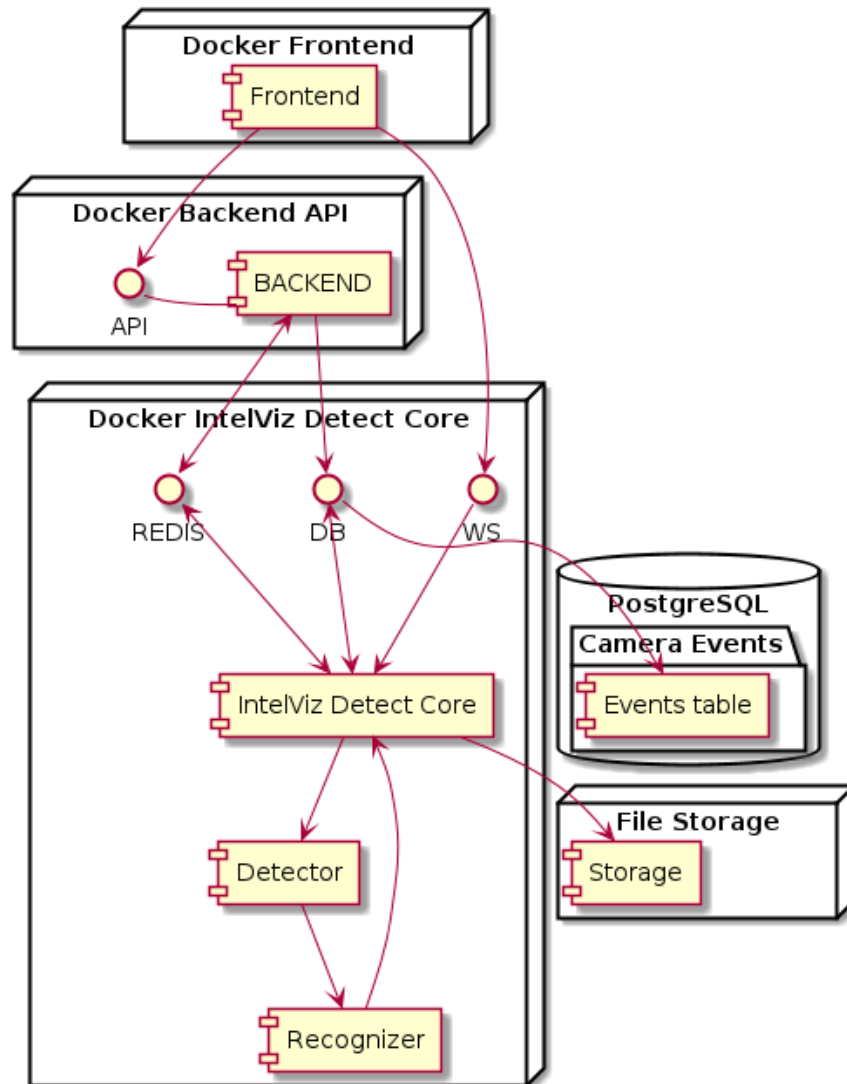 Docker Frontend
Frontend
Docker Backend API
BACKEND
API
Docker IntelViz Detect Core
REDIS
DB
WS
PostgreSQL
Camera Events
IntelViz Detect Core
Events table
File Storage
Detector
Storage
Recognizer